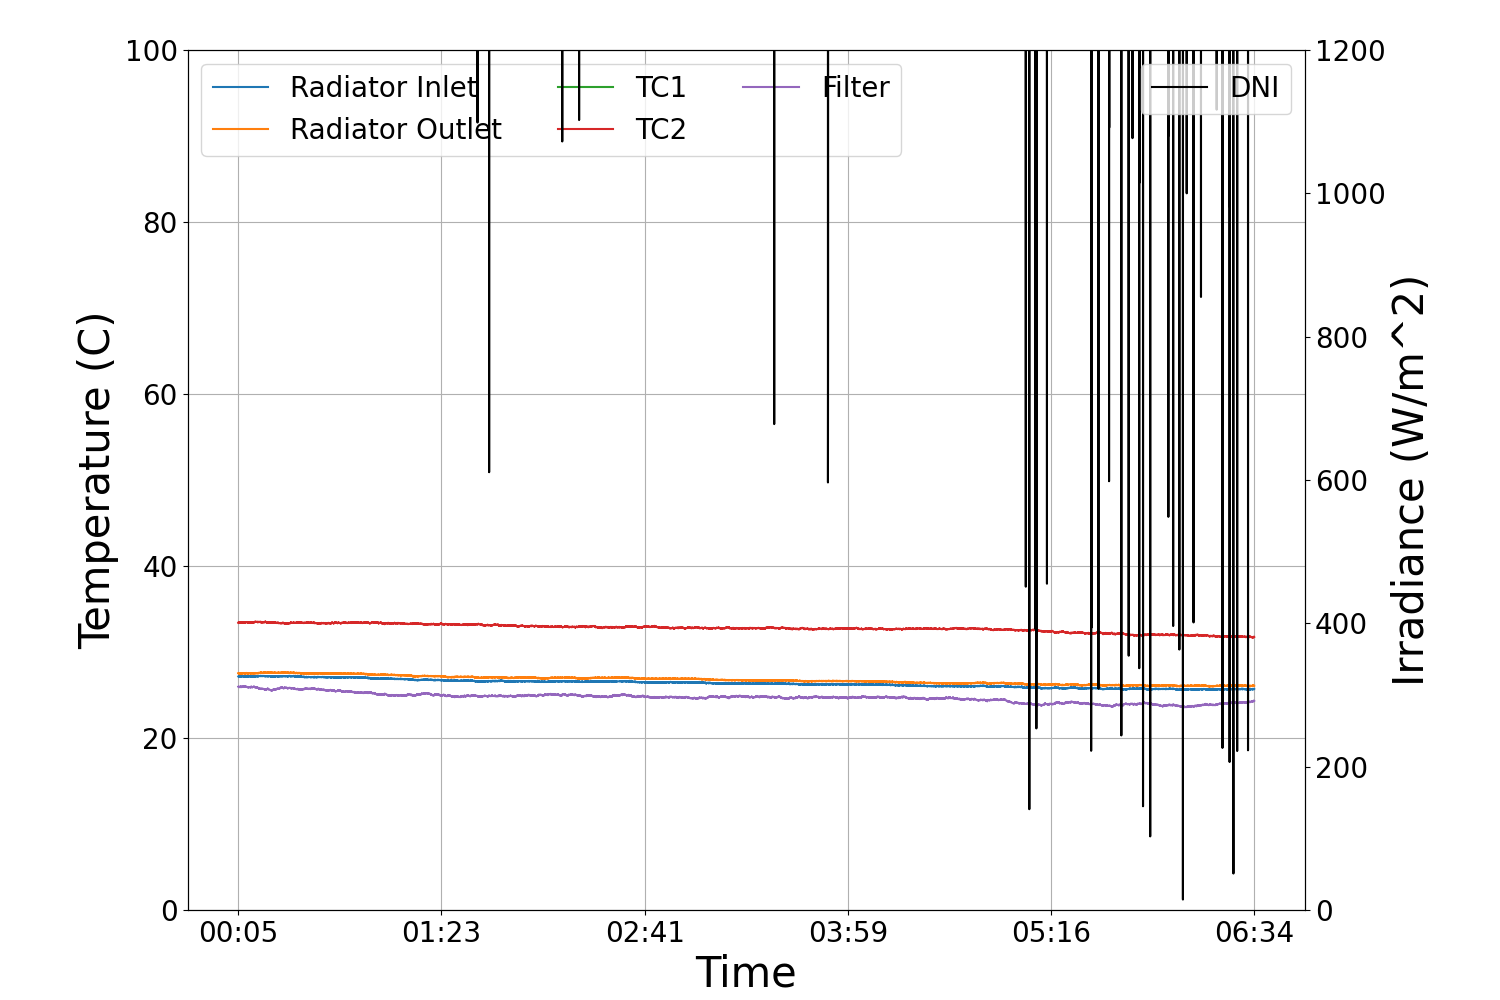 100
80
60
40
20
0
Temperature (C)
Radiator Inlet
Radiator Outlet
TC1
TC2
Filter
DNI
1200
1000
800
600
400
200
0
Irradiance (W/m^2)
00:05 01:23 02:41 03:59 05:16 06:34
Time